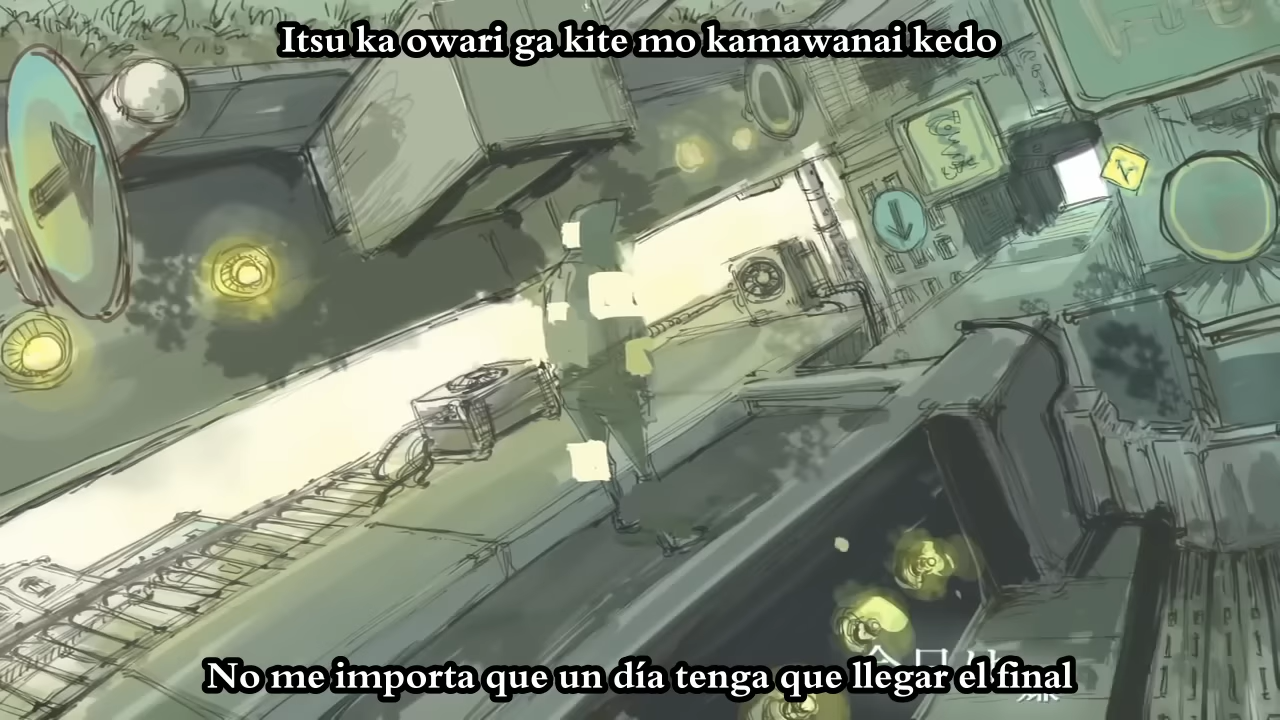 Itsu ka owari ga kite mo kamawanai kedo
No me importa que un día tenga que llegar el final